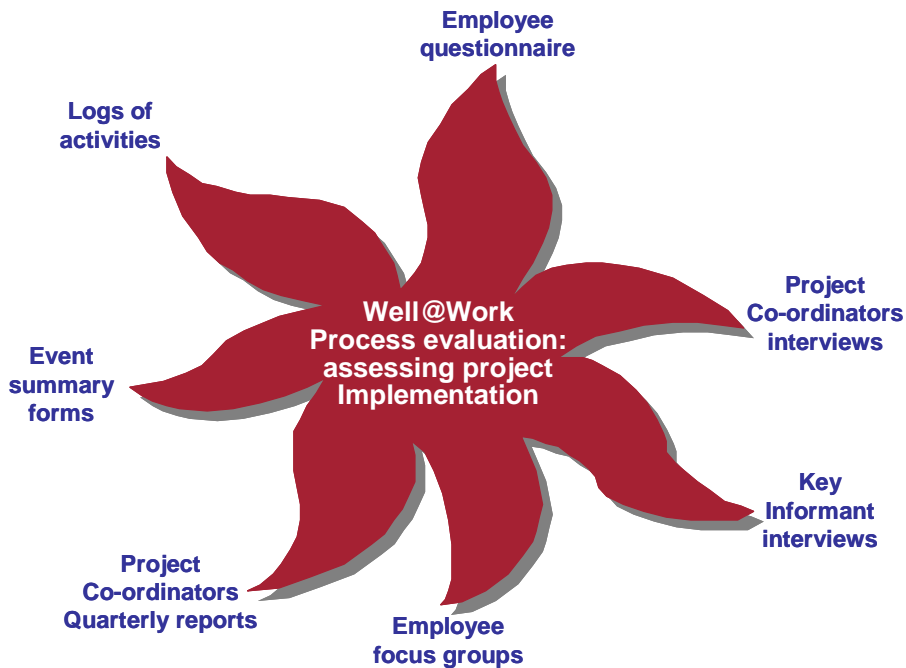 Employee
questionnaire
Logs of
activities
Project
Co-ordinators
interviews
Well@Work
Process evaluation:
assessing project
Implementation
Event
summary
forms
Key
Informant
interviews
Project
Co-ordinators
Quarterly reports
Employee
focus groups